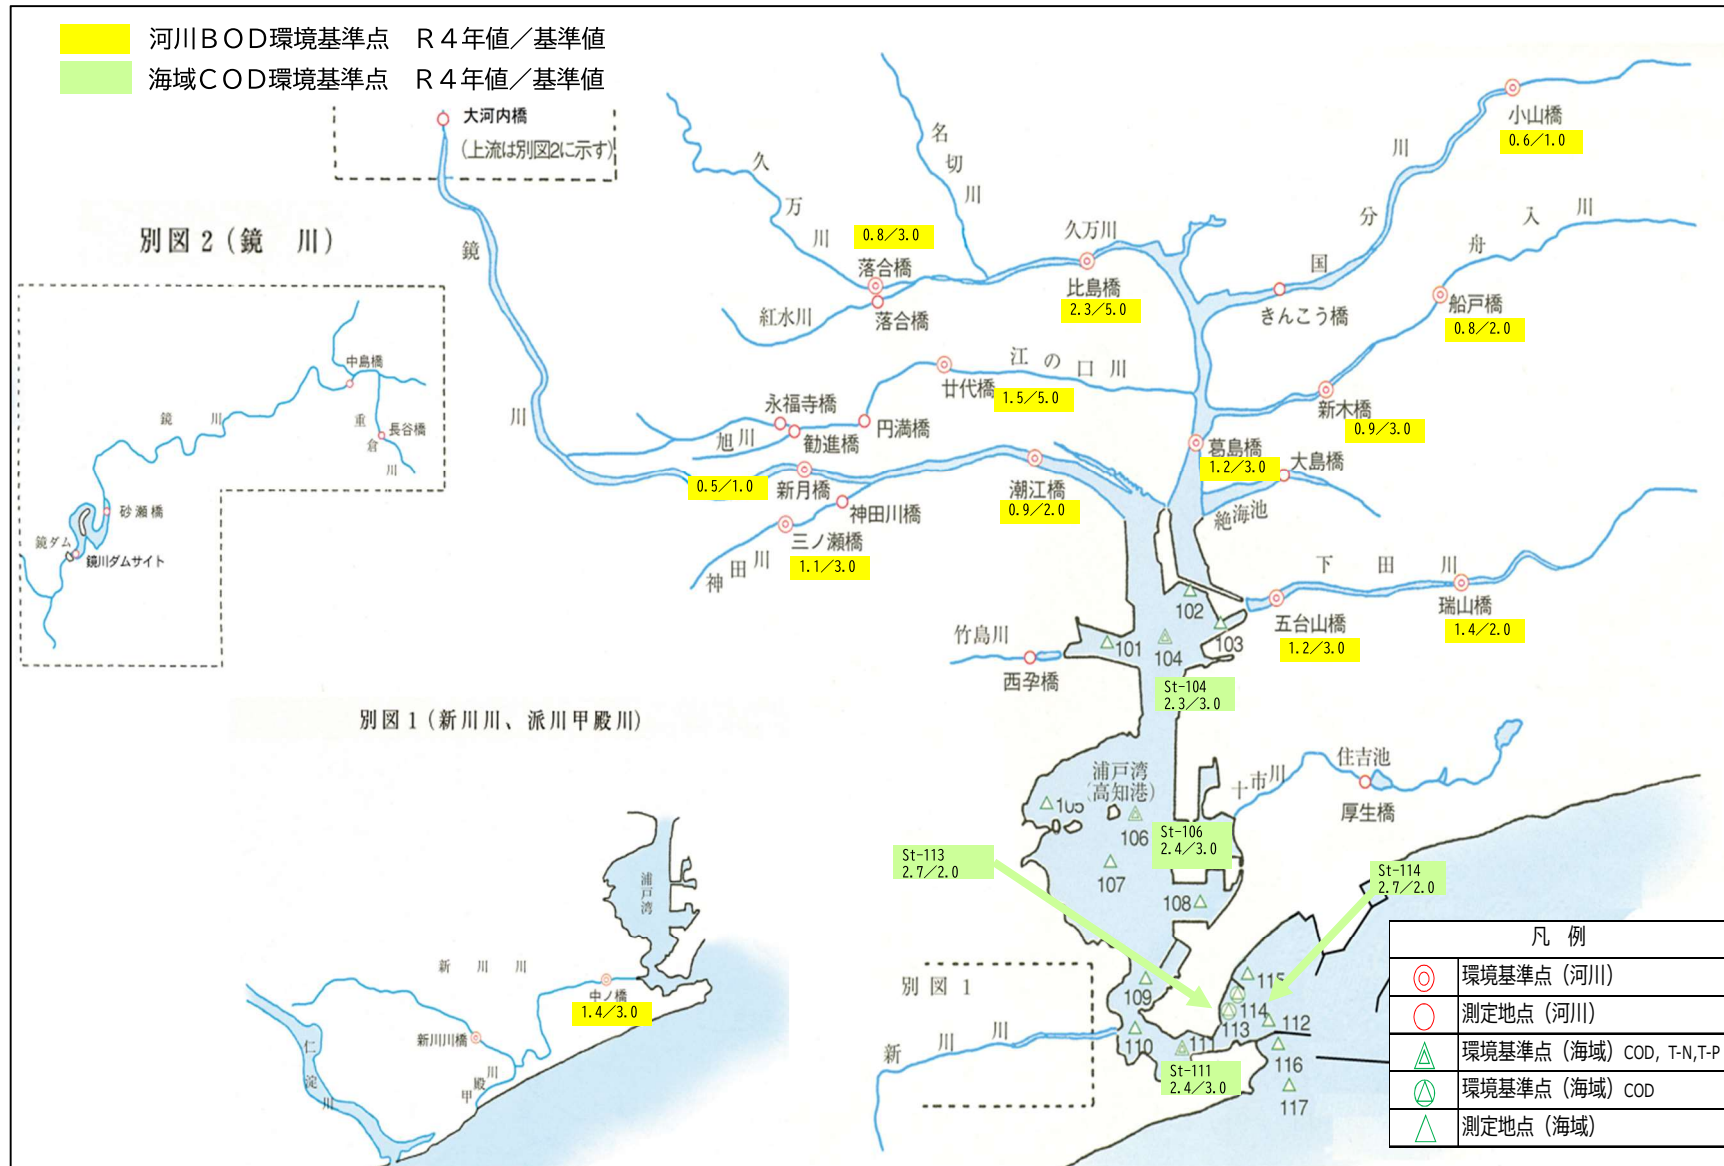 河川ＢＯＤ環境基準点　Ｒ４年値／基準値
海域ＣＯＤ環境基準点　Ｒ４年値／基準値
大河内橋
(上流は別図2に示す)
別図 2 (鏡　川)
中島橋
鏡　川
重倉川
長谷橋
砂瀬橋
鏡ダム
鏡川ダムサイト
鏡
川
久万川
名切川
0.8／3.0
落合橋
紅水川
落合橋
久万川
比島橋
2.3／5.0
小山橋
0.6／1.0
国分川
きんこう橋
舟入川
船戸橋
0.8／2.0
新木橋
0.9／3.0
江の口川
廿代橋
1.5／5.0
永福寺橋
旭川
勧進橋
円満橋
葛島橋
1.2／3.0
大島橋
絶海池
0.5／1.0
新月橋
神田川橋
潮江橋
0.9／2.0
三ノ瀬橋
1.1／3.0
神田川
下田川
瑞山橋
1.4／2.0
五台山橋
1.2／3.0
竹島川
西孕橋
101
102
103
104
St-104
2.3／3.0
別図 1 (新川川、派川甲殿川)
浦戸湾
新川川
中ノ橋
1.4／3.0
新川川橋
甲殿川
仁淀川
浦戸湾
(高知港)
105
106
St-106
2.4／3.0
107
108
十市川
住吉池
厚生橋
St-113
2.7／2.0
St-114
2.7／2.0
別図 1
新川川
109
110
111
St-111
2.4／3.0
115
114
113
112
116
117
凡　例
環境基準点（河川）
測定地点（河川）
環境基準点（海域）COD, T-N,T-P
環境基準点（海域）COD
測定地点（海域）